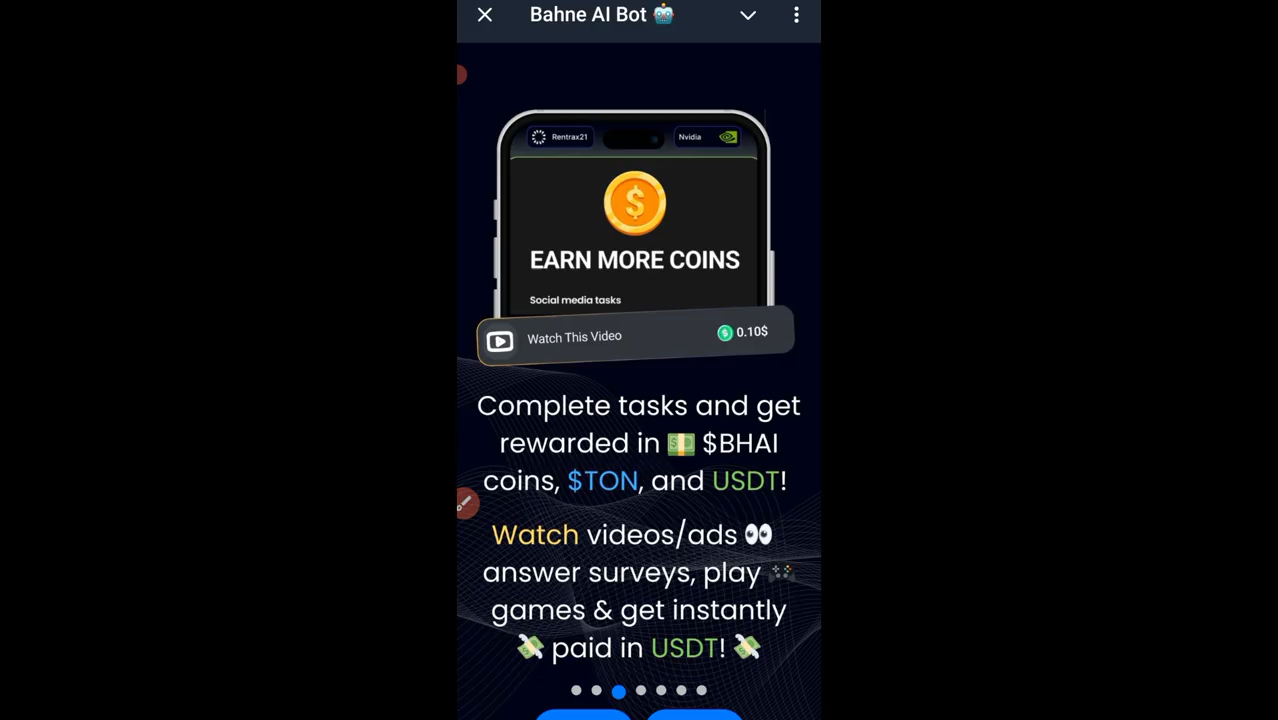 Bahne AI Bot 🤖
Rentrax21
Nvidia
$
EARN MORE COINS
Social media tasks
Watch This Video
0.10$
Complete tasks and get
rewarded in 💵 $BHAI
coins, $TON, and USDT!
Watch videos/ads 👀
answer surveys, play 🎮
games & get instantly
💸 paid in USDT! 💸